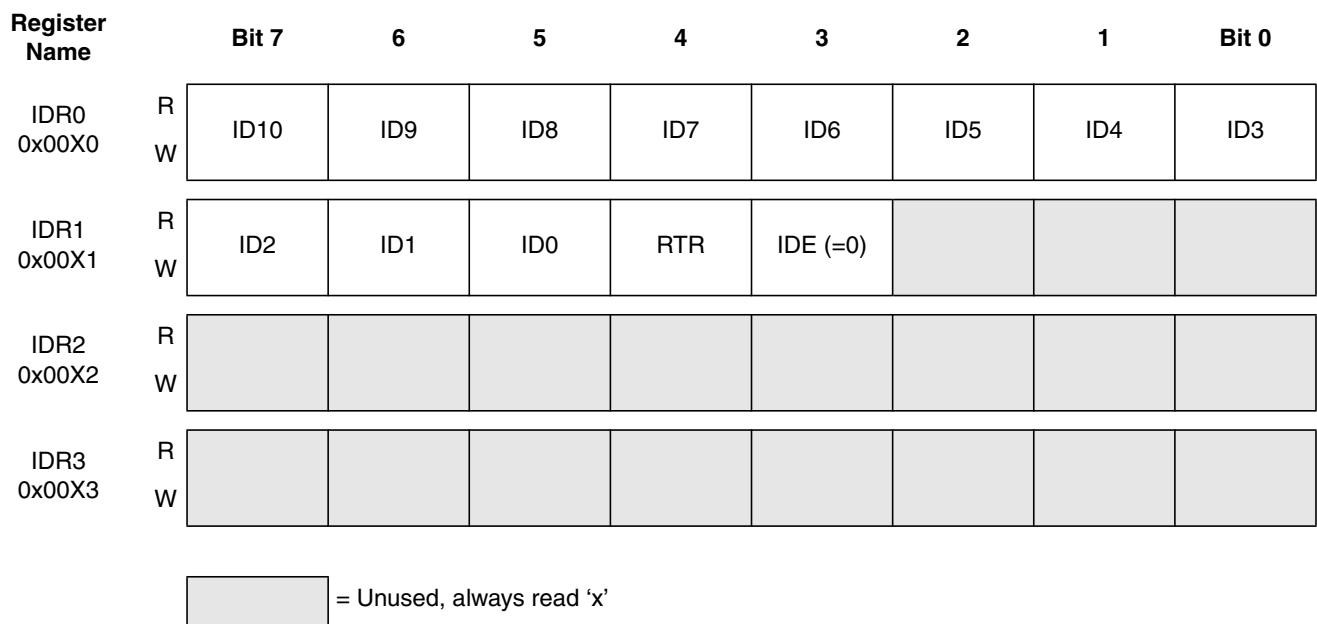 Register Name Bit 7 6 5 4 3 2 1 Bit 0
IDR0 0x00X0 R W ID10 ID9 ID8 ID7 ID6 ID5 ID4 ID3
IDR1 0x00X1 R W ID2 ID1 ID0 RTR IDE (=0)
IDR2 0x00X2 R W
IDR3 0x00X3 R W
= Unused, always read ‘x’